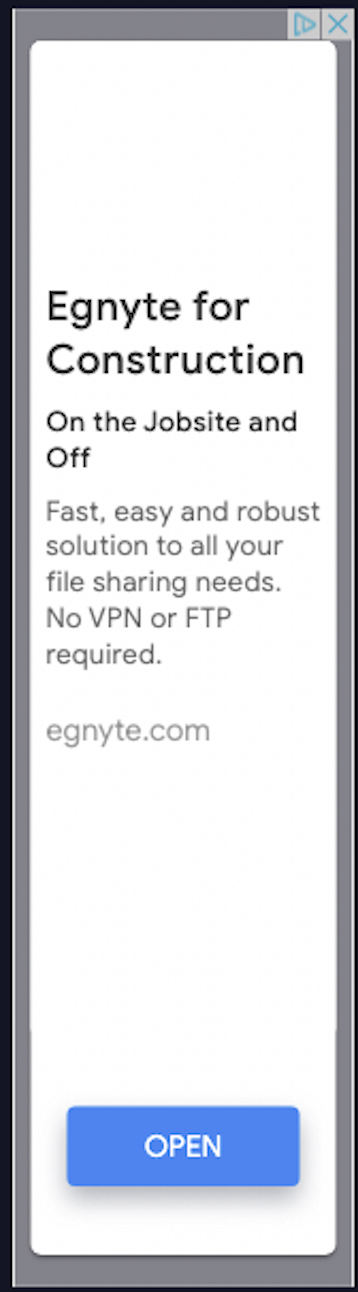 Egnyte for
Construction
On the Jobsite and
Off
Fast, easy and robust
solution to all your
file sharing needs.
No VPN or FTP
required.
egnyte.com
OPEN